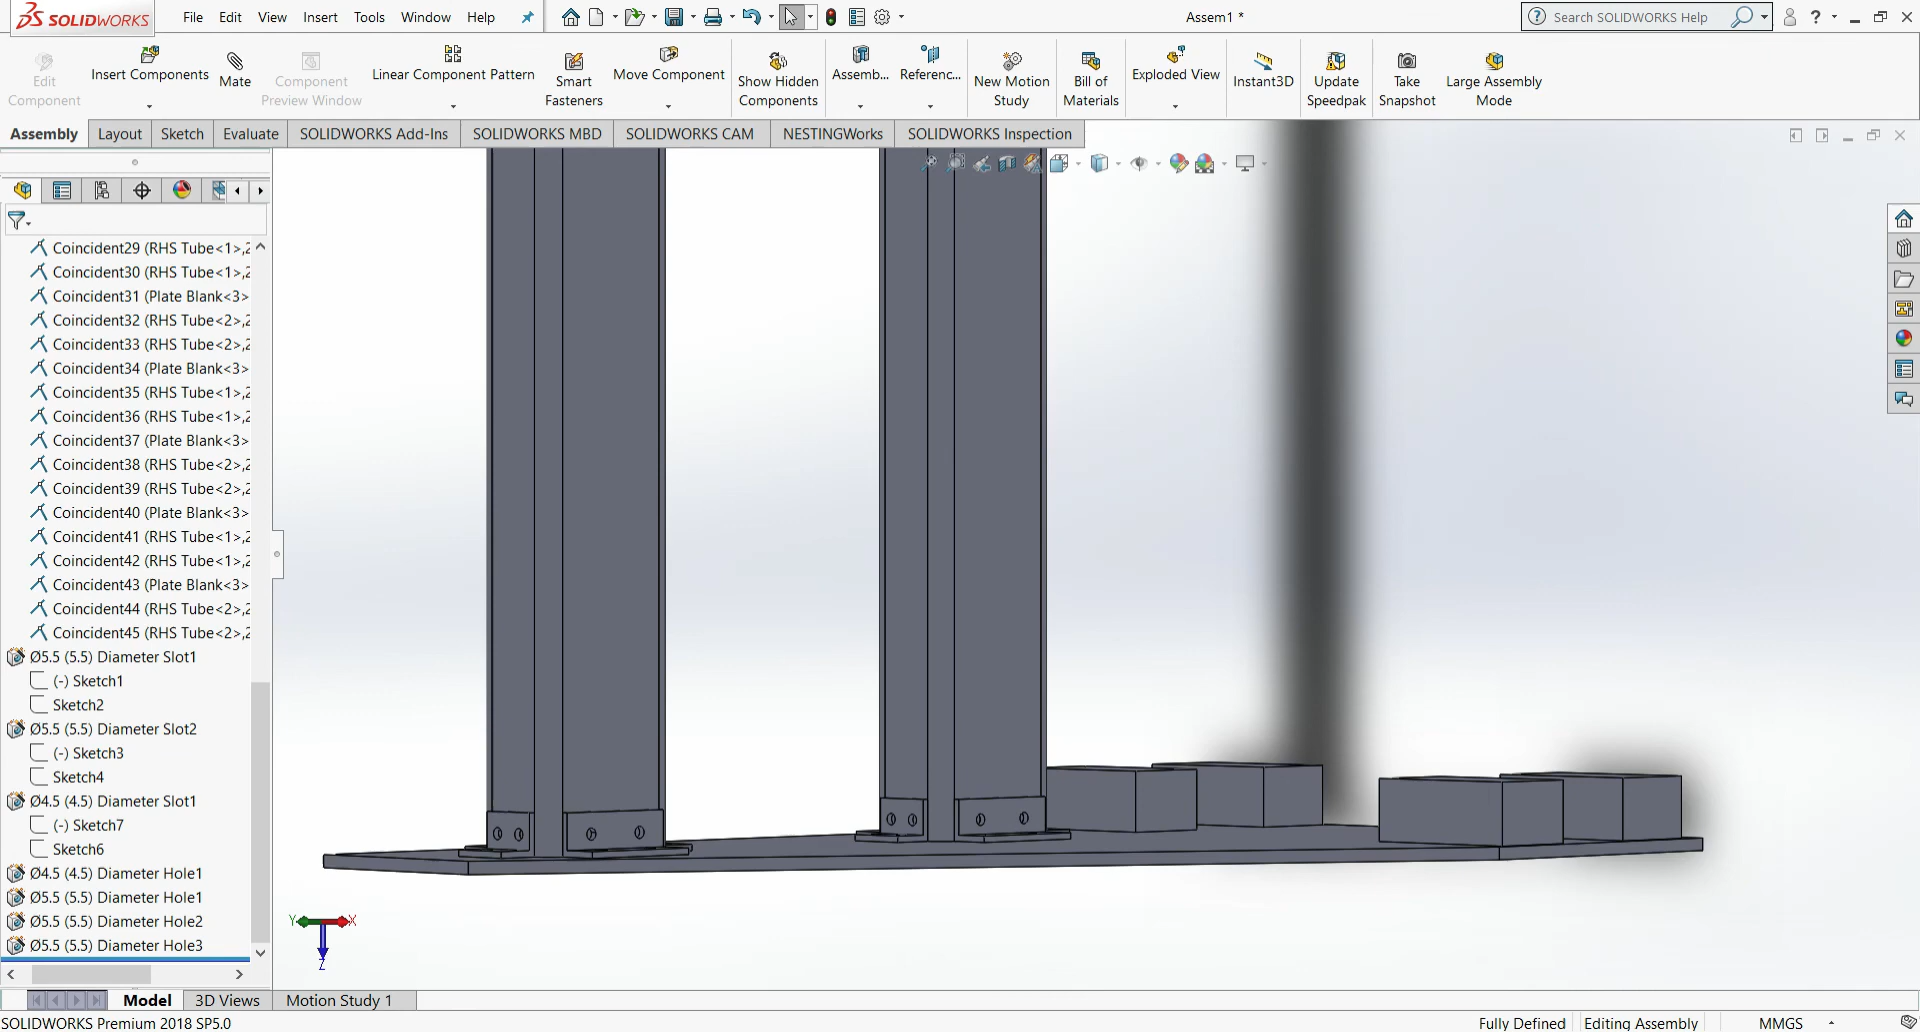 SOLIDWORKS File Edit View Insert Tools Window Help Assem1 * Search SOLIDWORKS Help
Edit Component
Insert Components
Mate
Component Preview Window
Linear Component Pattern
Smart Fasteners
Move Component
Show Hidden Components
Assemb...
Referenc...
New Motion Study
Bill of Materials
Exploded View
Instant3D
Update Speedpak
Take Snapshot
Large Assembly Mode
Assembly Layout Sketch Evaluate SOLIDWORKS Add-Ins SOLIDWORKS MBD SOLIDWORKS CAM NESTINGWorks SOLIDWORKS Inspection
Coincident29 (RHS Tube<1>,2
Coincident30 (RHS Tube<1>,2
Coincident31 (Plate Blank<3>
Coincident32 (RHS Tube<2>,2
Coincident33 (RHS Tube<2>,2
Coincident34 (Plate Blank<3>
Coincident35 (RHS Tube<1>,2
Coincident36 (RHS Tube<1>,2
Coincident37 (Plate Blank<3>
Coincident38 (RHS Tube<2>,2
Coincident39 (RHS Tube<2>,2
Coincident40 (Plate Blank<3>
Coincident41 (RHS Tube<1>,2
Coincident42 (RHS Tube<1>,2
Coincident43 (Plate Blank<3>
Coincident44 (RHS Tube<2>,2
Coincident45 (RHS Tube<2>,2
Ø5.5 (5.5) Diameter Slot1
(-) Sketch1
Sketch2
Ø5.5 (5.5) Diameter Slot2
(-) Sketch3
Sketch4
Ø4.5 (4.5) Diameter Slot1
(-) Sketch7
Sketch6
Ø4.5 (4.5) Diameter Hole1
Ø5.5 (5.5) Diameter Hole1
Ø5.5 (5.5) Diameter Hole2
Ø5.5 (5.5) Diameter Hole3
Y X
Z
Model 3D Views Motion Study 1
SOLIDWORKS Premium 2018 SP5.0 Fully Defined Editing Assembly MMGS